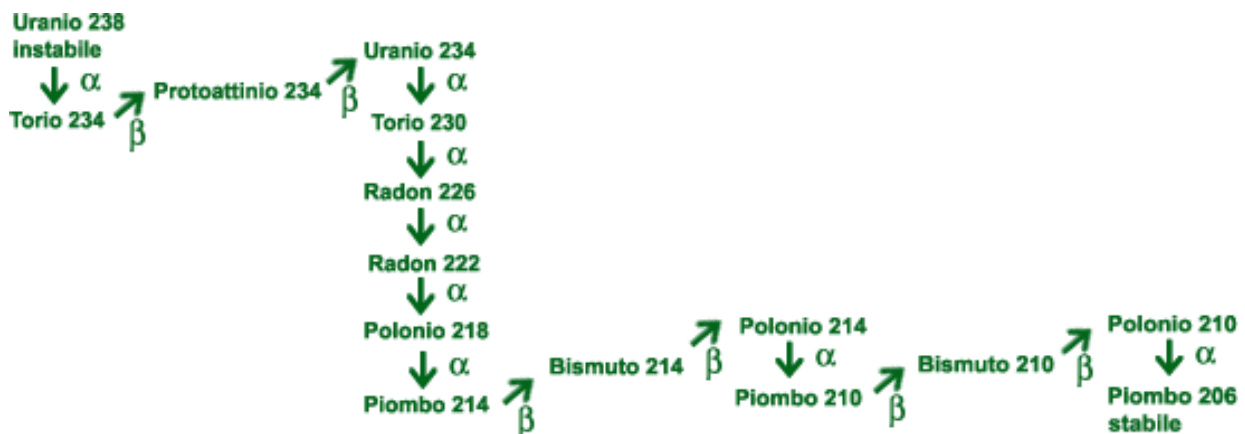 Uranio 238
instabile
α
Torio 234
β
Protoattinio 234
β
Uranio 234
α
Torio 230
α
Radon 226
α
Radon 222
α
Polonio 218
α
Piombo 214
β
Bismuto 214
β
Polonio 214
α
Piombo 210
β
Bismuto 210
β
Polonio 210
α
Piombo 206
stabile